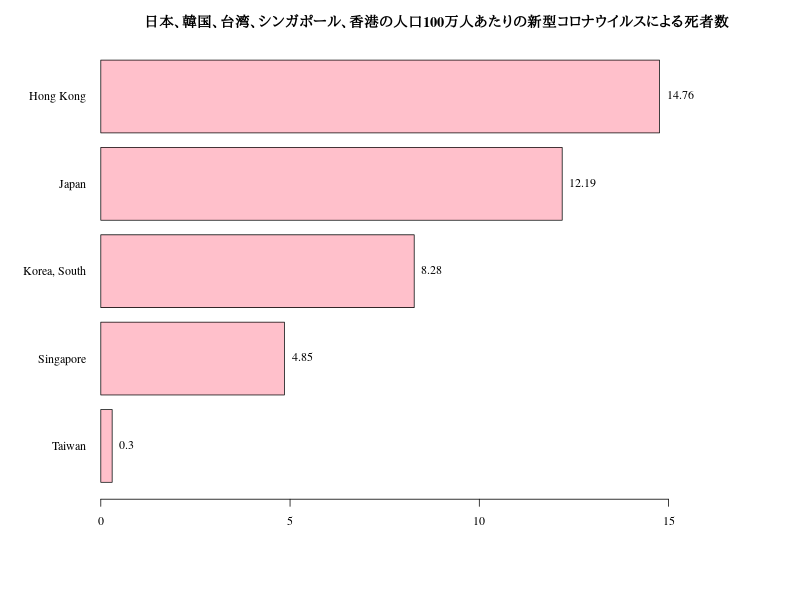 日本、韓国、台湾、シンガポール、香港の人口100万人あたりの新型コロナウイルスによる死者数
Hong Kong 14.76
Japan 12.19
Korea, South 8.28
Singapore 4.85
Taiwan 0.3
0 5 10 15